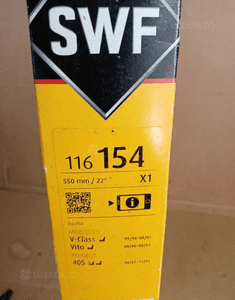 SWF
116 154
550 mm / 22"
X1
MERCEDES
V-Class
Vito
PEUGEOT
405